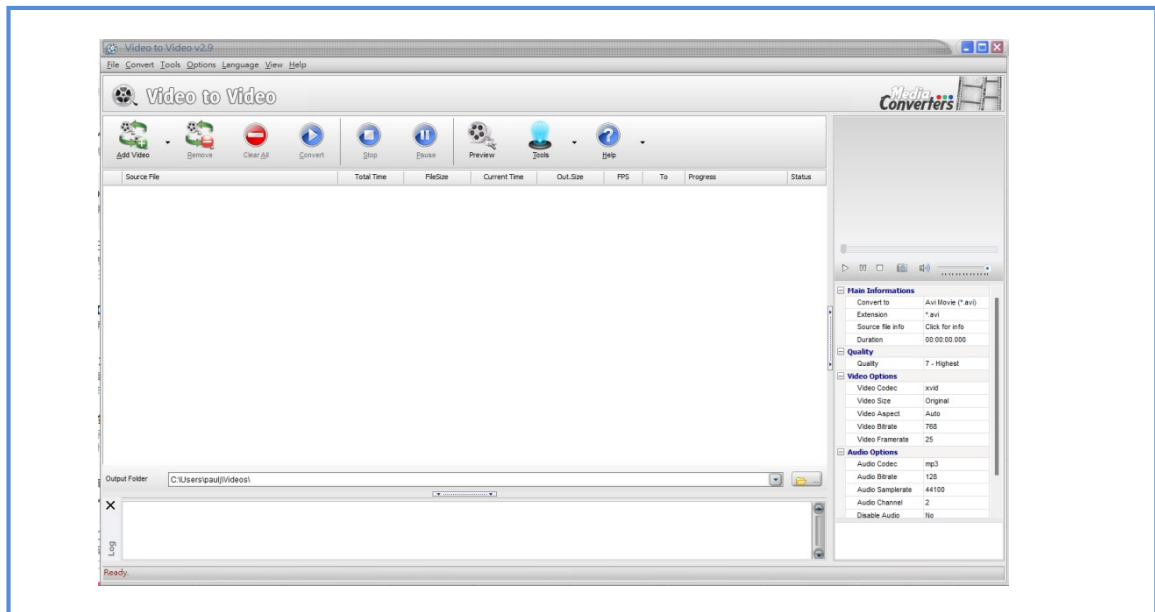 Video to Video v2.9
File Convert Tools Options Language View Help
Video to Video
Media Converters
Add Video Remove Clear All Convert Stop Pause Preview Tools Help
Source File Total Time FileSize Current Time Out.Size FPS To Progress Status
Main Informations
Convert to Avi Movie (*.avi)
Extension *.avi
Source file info Click for info
Duration 00:00:00.000
Quality
Quality 7 - Highest
Video Options
Video Codec xvid
Video Size Original
Video Aspect Auto
Video Bitrate 768
Video Framerate 25
Audio Options
Audio Codec mp3
Audio Bitrate 128
Audio Samplerate 44100
Audio Channel 2
Disable Audio No
Output Folder C:\Users\paulj\Videos\
Log
Ready.